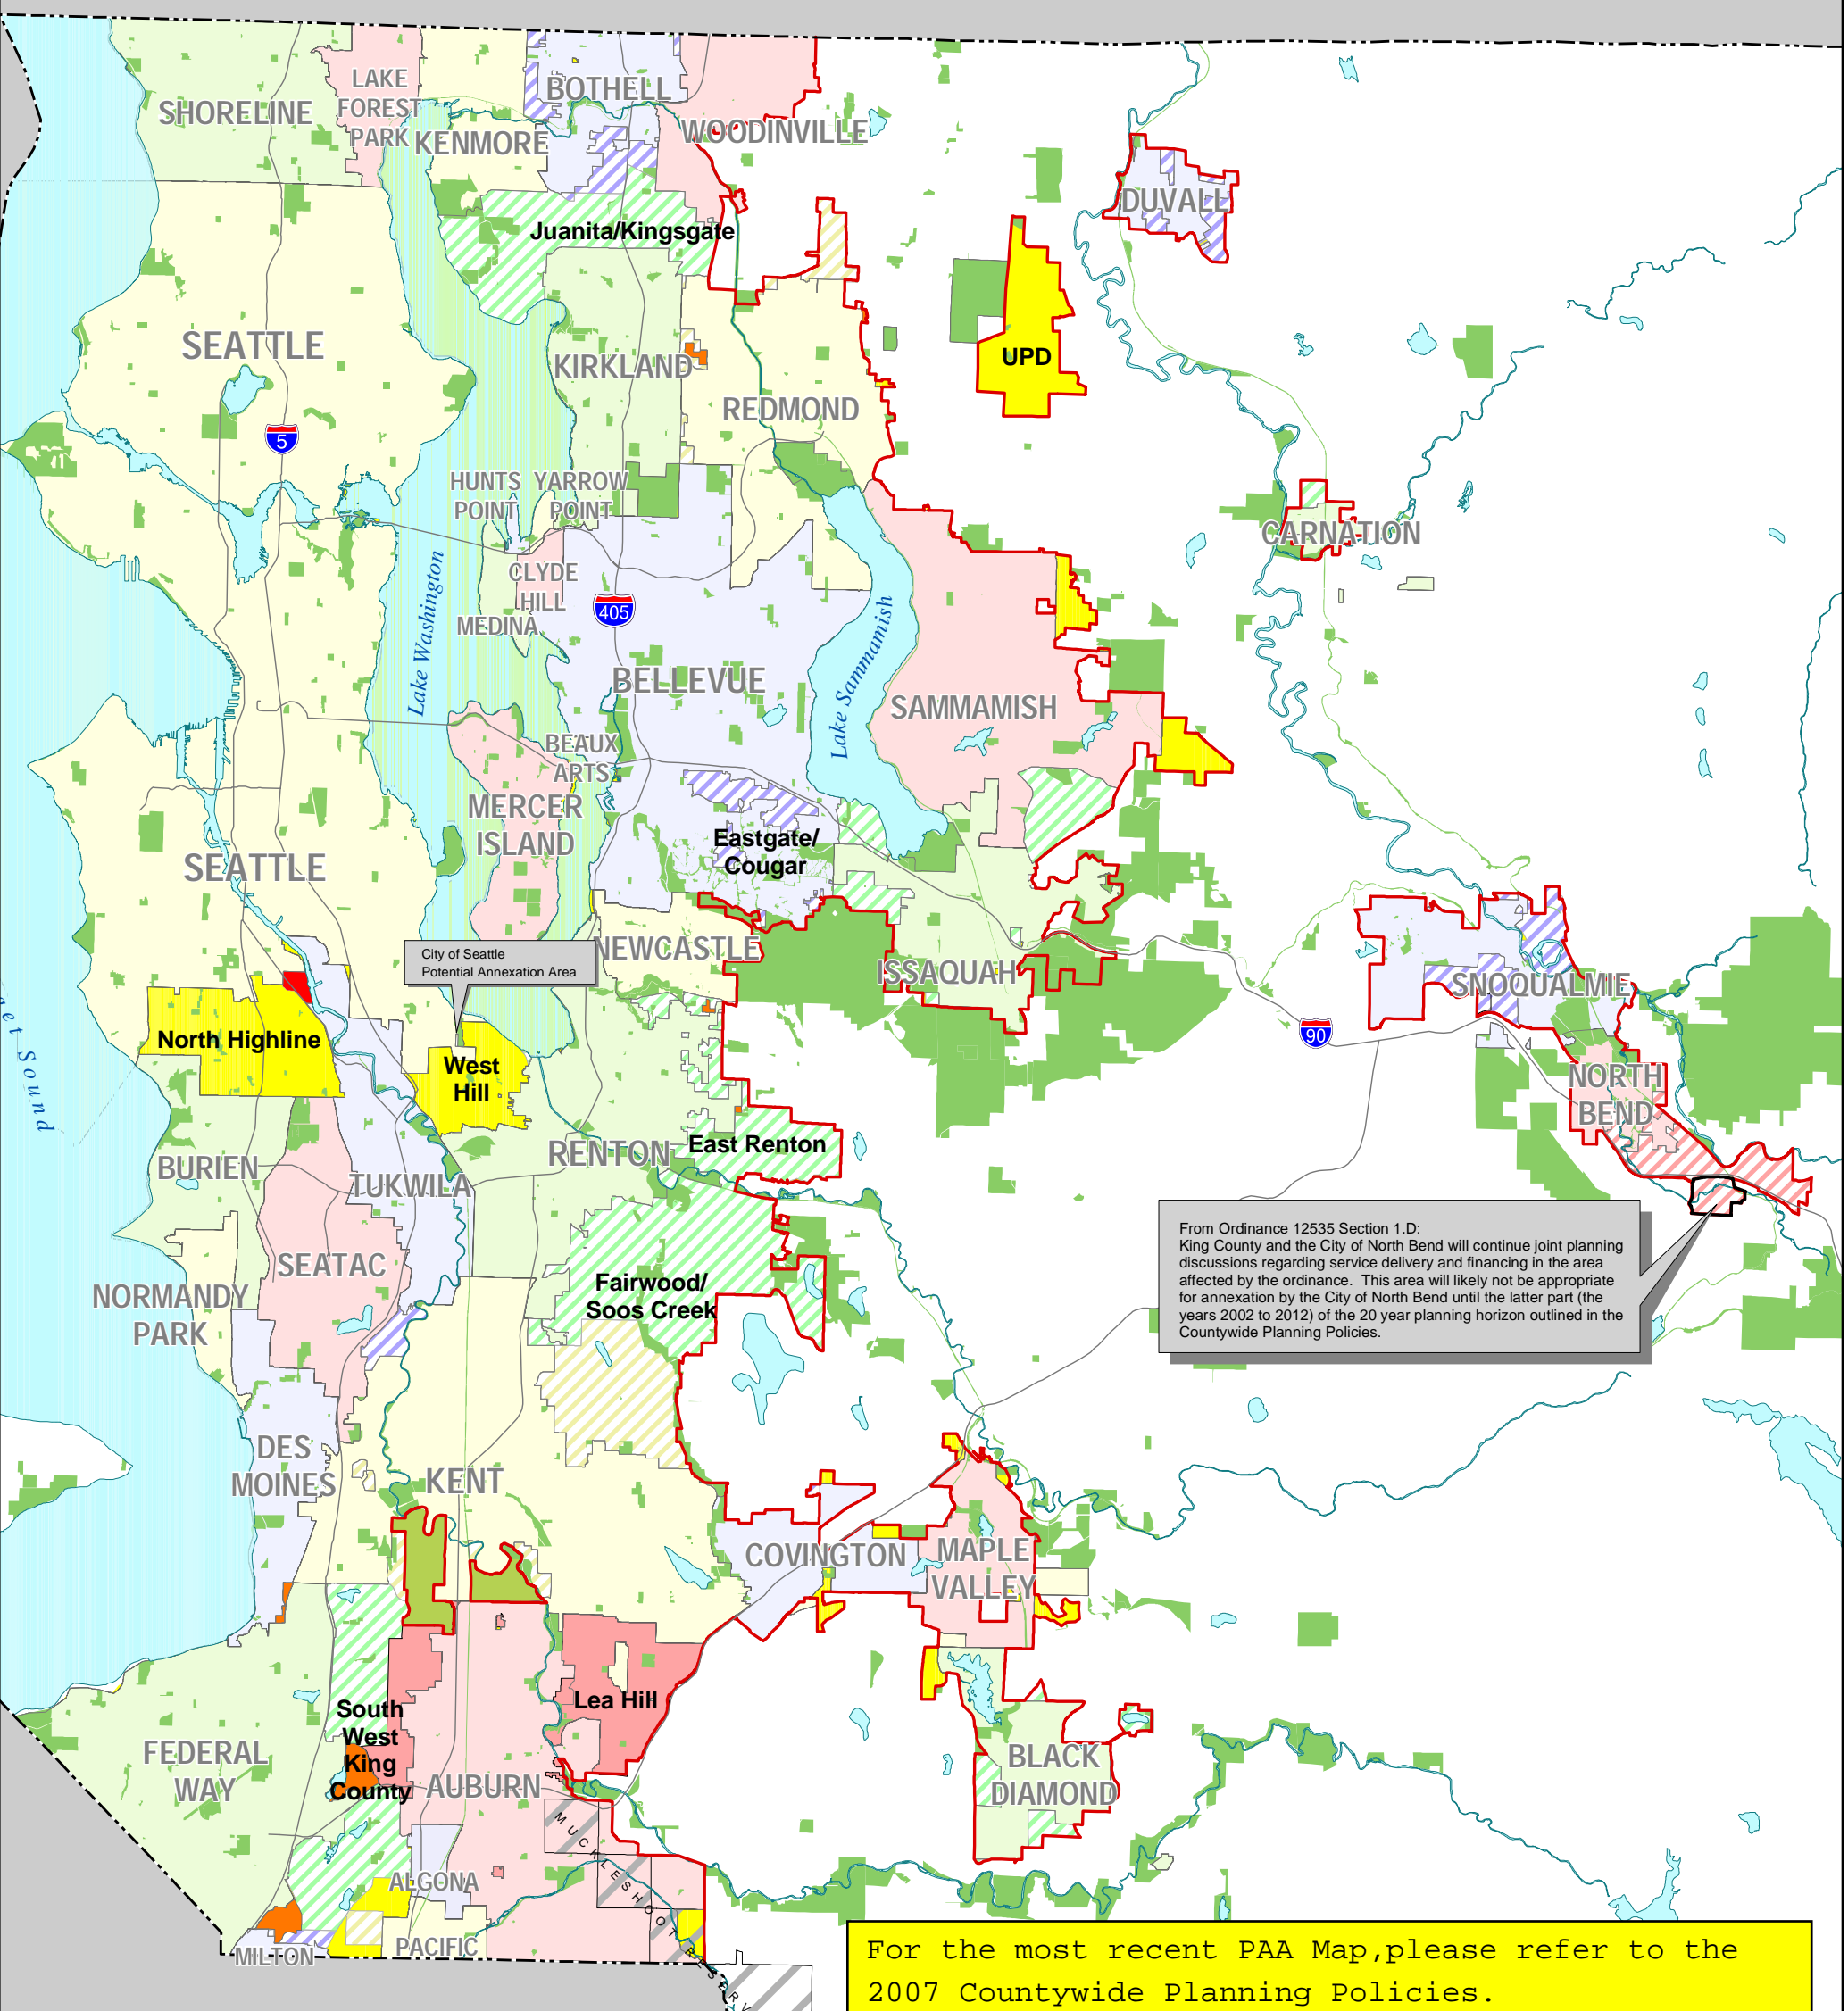 LAKE
FOREST
PARK
SHORELINE
KENMORE
BOTHELL
WOODINVILLE
DUVALL
Juanita/Kingsgate
SEATTLE
KIRKLAND
UPD
REDMOND
5
HUNTS
POINT
YARROW
POINT
CARNATION
CLYDE
HILL
MEDINA
405
Lake Washington
BELLEVUE
Lake Sammamish
SAMMAMISH
BEAUX
ARTS
MERCER
ISLAND
Eastgate/
Cougar
SEATTLE
City of Seattle
Potential Annexation Area
NEWCASTLE
ISSAQUAH
SNOQUALMIE
90
North Highline
West
Hill
Sound
NORTH
BEND
RENTON
East Renton
BURIEN
TUKWILA
SEATAC
From Ordinance 12535 Section 1.D:
King County and the City of North Bend will continue joint planning
discussions regarding service delivery and financing in the area
affected by the ordinance. This area will likely not be appropriate
for annexation by the City of North Bend until the latter part (the
years 2002 to 2012) of the 20 year planning horizon outlined in the
Countywide Planning Policies.
NORMANDY
PARK
Fairwood/
Soos Creek
DES
MOINES
KENT
COVINGTON
MAPLE
VALLEY
Lea Hill
South
West
King
County
FEDERAL
WAY
AUBURN
BLACK
DIAMOND
MUCKLESHOOT
ALGONA
PACIFIC
MILTON
For the most recent PAA Map,please refer to the
2007 Countywide Planning Policies.